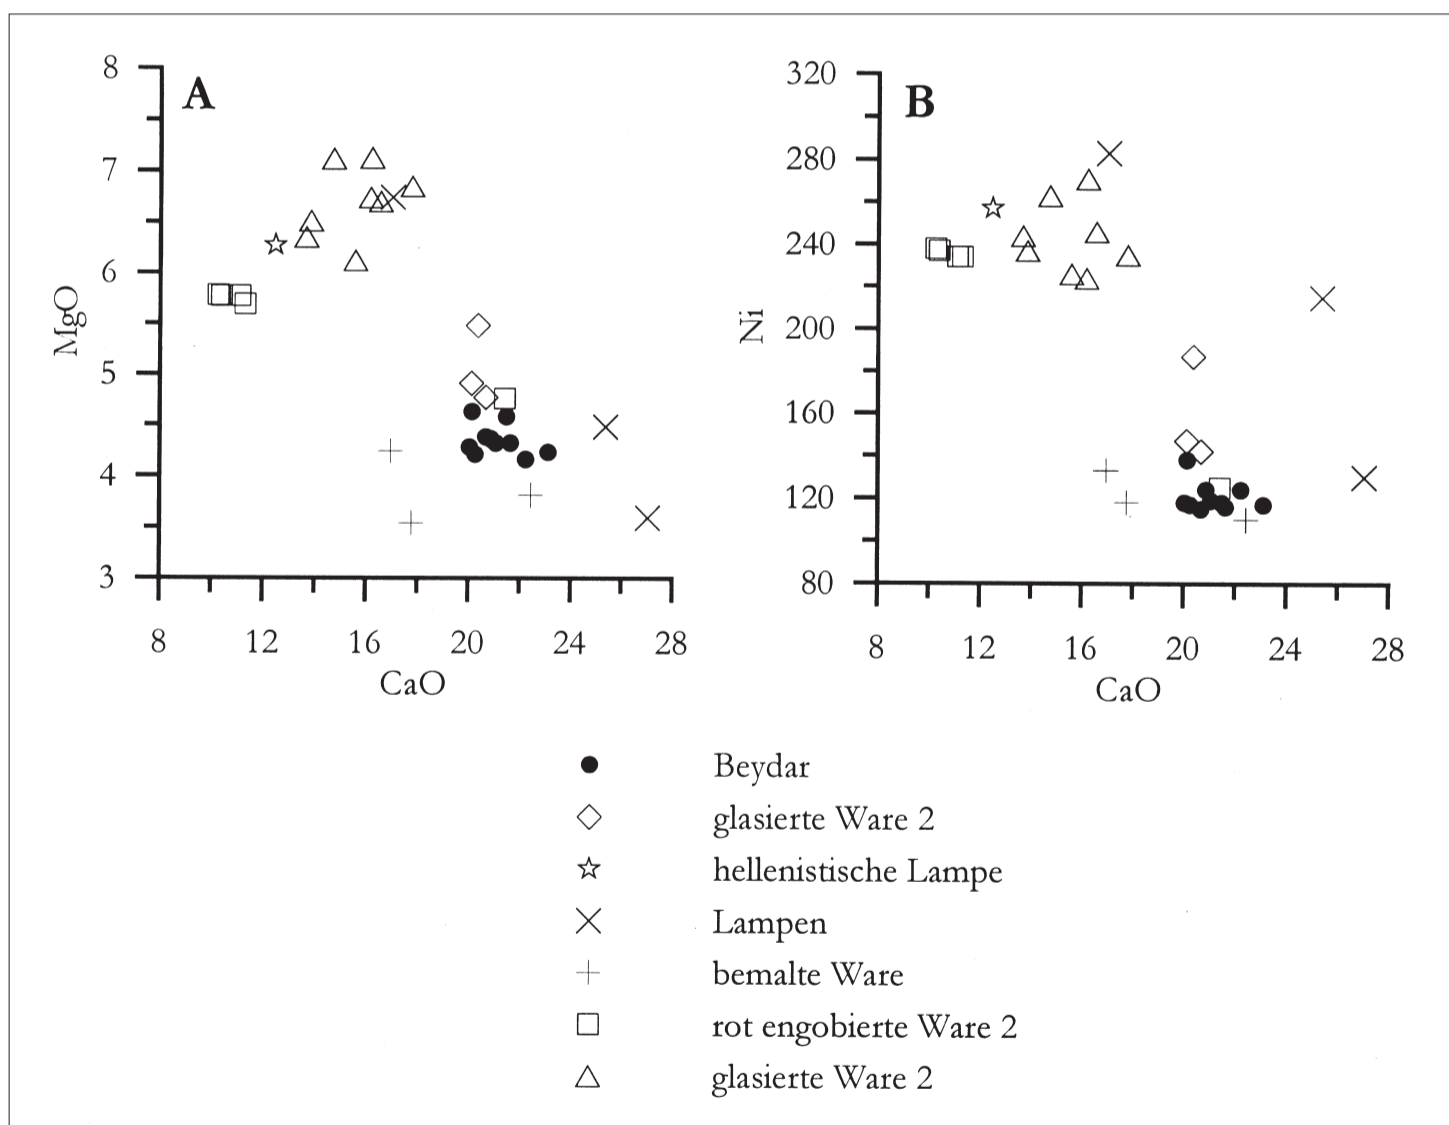 A
8
7
6
5
4
3
MgO
8 12 16 20 24 28
CaO
B
320
280
240
200
160
120
80
Ni
8 12 16 20 24 28
CaO
Beydar
glasierte Ware 2
hellenistische Lampe
Lampen
bemalte Ware
rot engobierte Ware 2
glasierte Ware 2